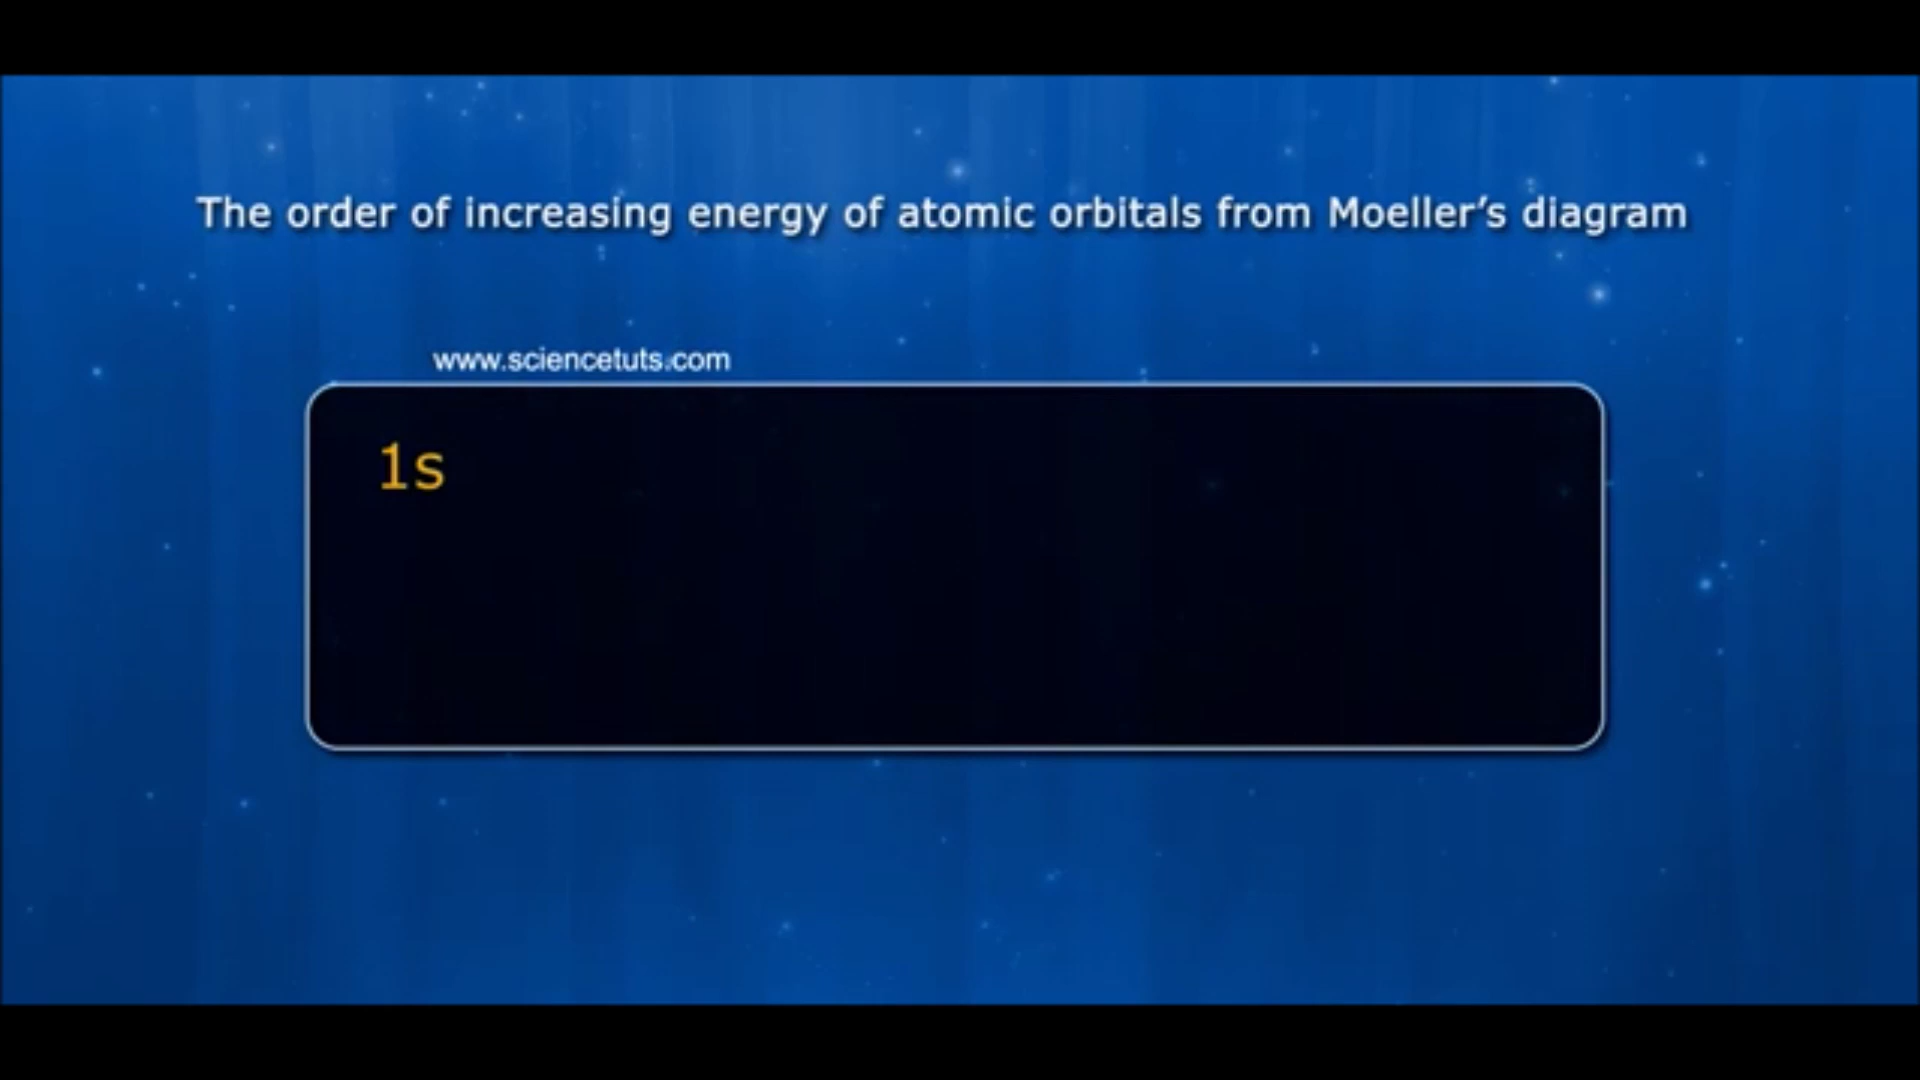 The order of increasing energy of atomic orbitals from Moeller’s diagram
www.sciencetuts.com
1s